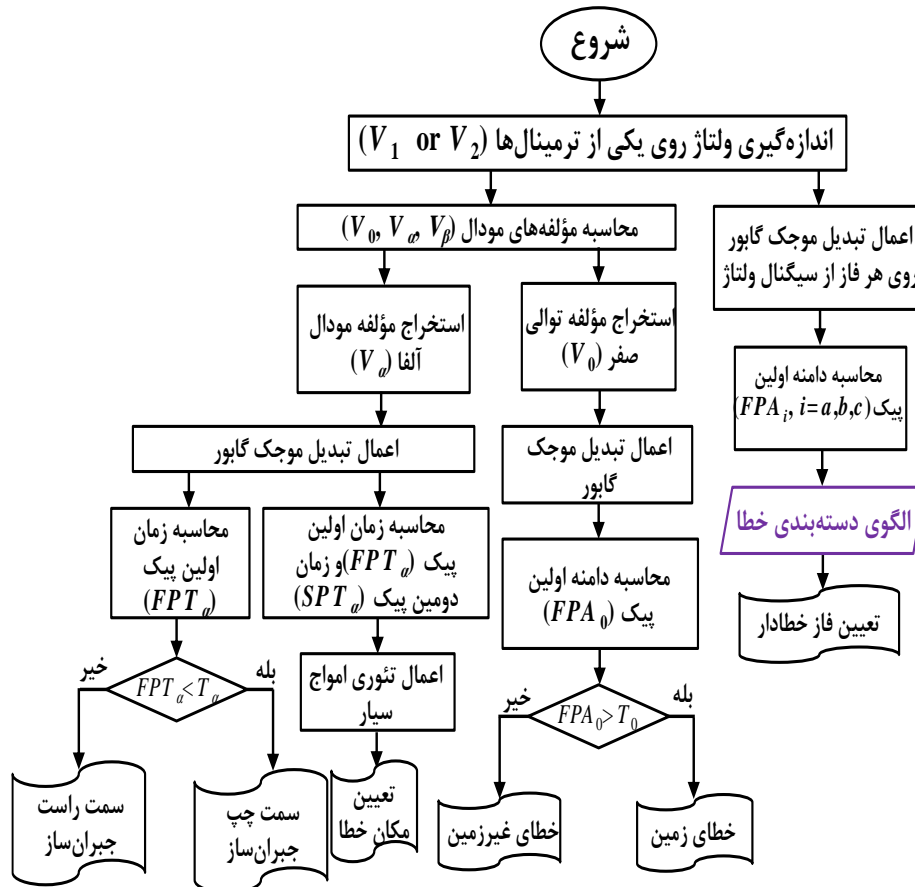 شروع
اندازه‌گیری ولتاژ روی یکی از ترمینال‌ها (V1 or V2)
محاسبه مؤلفه‌های مودال (V0, Vα, Vβ)
اعمال تبدیل موجک گابور
روی هر فاز از سیگنال ولتاژ
استخراج مؤلفه توالی
صفر (V0)
استخراج مؤلفه مودال
آلفا (Vα)
محاسبه دامنه اولین
پیک (FPAi, i=a,b,c)
اعمال تبدیل موجک
گابور
اعمال تبدیل موجک گابور
الگوی دسته‌بندی خطا
محاسبه دامنه اولین
پیک (FPA0)
محاسبه زمان اولین
پیک (FPTα) و زمان
دومین پیک (SPTα)
محاسبه زمان
اولین پیک
(FPTα)
تعیین فاز خطادار
اعمال تئوری امواج
سیار
بله
FPA0>T0
خیر
بله
FPTα<Tα
خیر
خطای زمین
خطای غیرزمین
تعیین
مکان خطا
سمت چپ
جبران‌ساز
سمت راست
جبران‌ساز